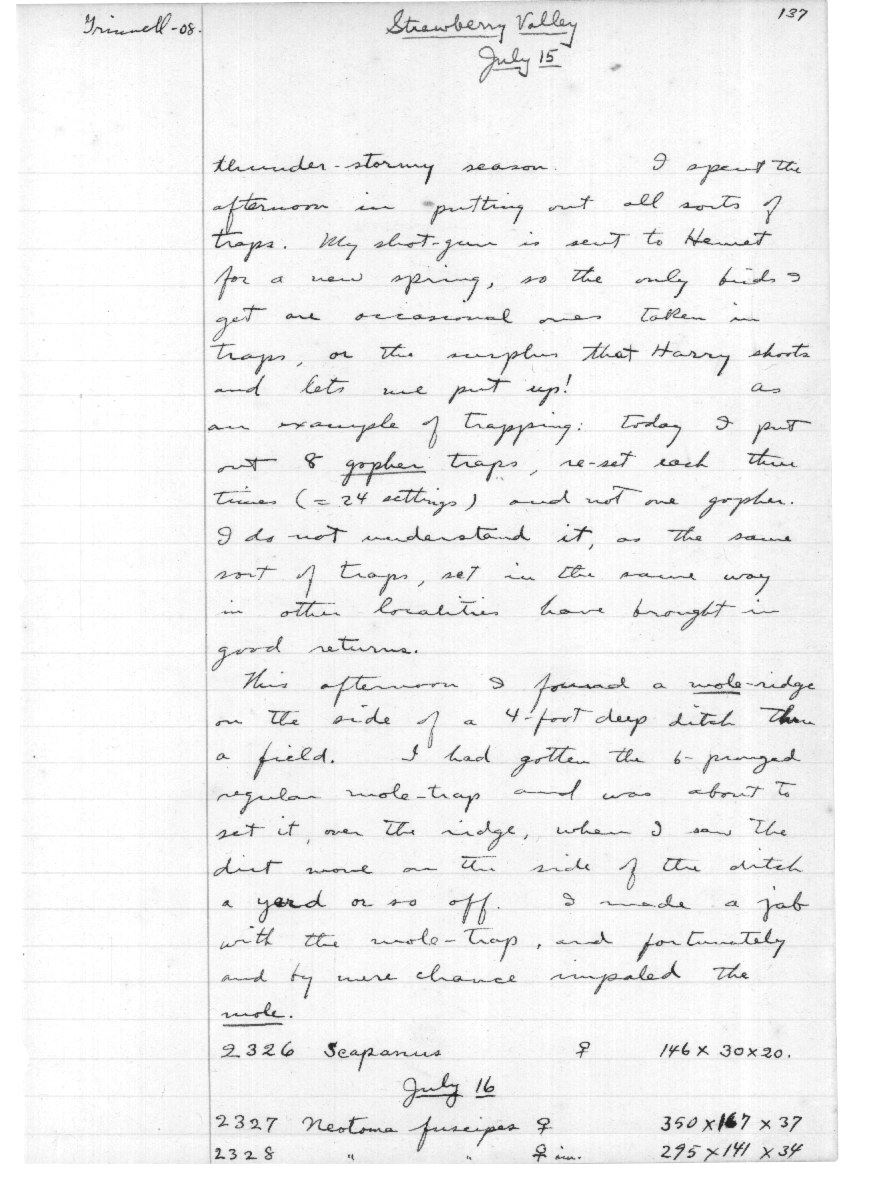 Grinnell-08.
Strawberry Valley
137
July 15
thunder-stormy season. I spent the
afternoon in putting out all sorts of
traps. My shot-gun is sent to Hemet
for a new spring, so the only birds I
get are occasional ones taken in
traps, or the surplus that Harry shoots
and lets me put up! As
an example of trapping: today I put
out 8 gopher traps, re-set each three
times (= 24 settings) and not one gopher.
I do not understand it, as the same
sort of traps, set in the same way
in other localities have brought in
good returns.
This afternoon I found a mole-ridge
on the side of a 4-foot deep ditch thru
a field. I had gotten the 6-pronged
regular mole-trap and was about to
set it, over the ridge, when I saw the
dirt move on the side of the ditch
a yard or so off. I made a jab
with the mole-trap, and fortunately
and by mere chance impaled the
mole.
2326 Scapanus ♀ 146 x 30 x 20.
July 16
2327 Neotoma fuscipes ♀ 350 x 167 x 37
2328 " " ♀ im. 295 x 141 x 34